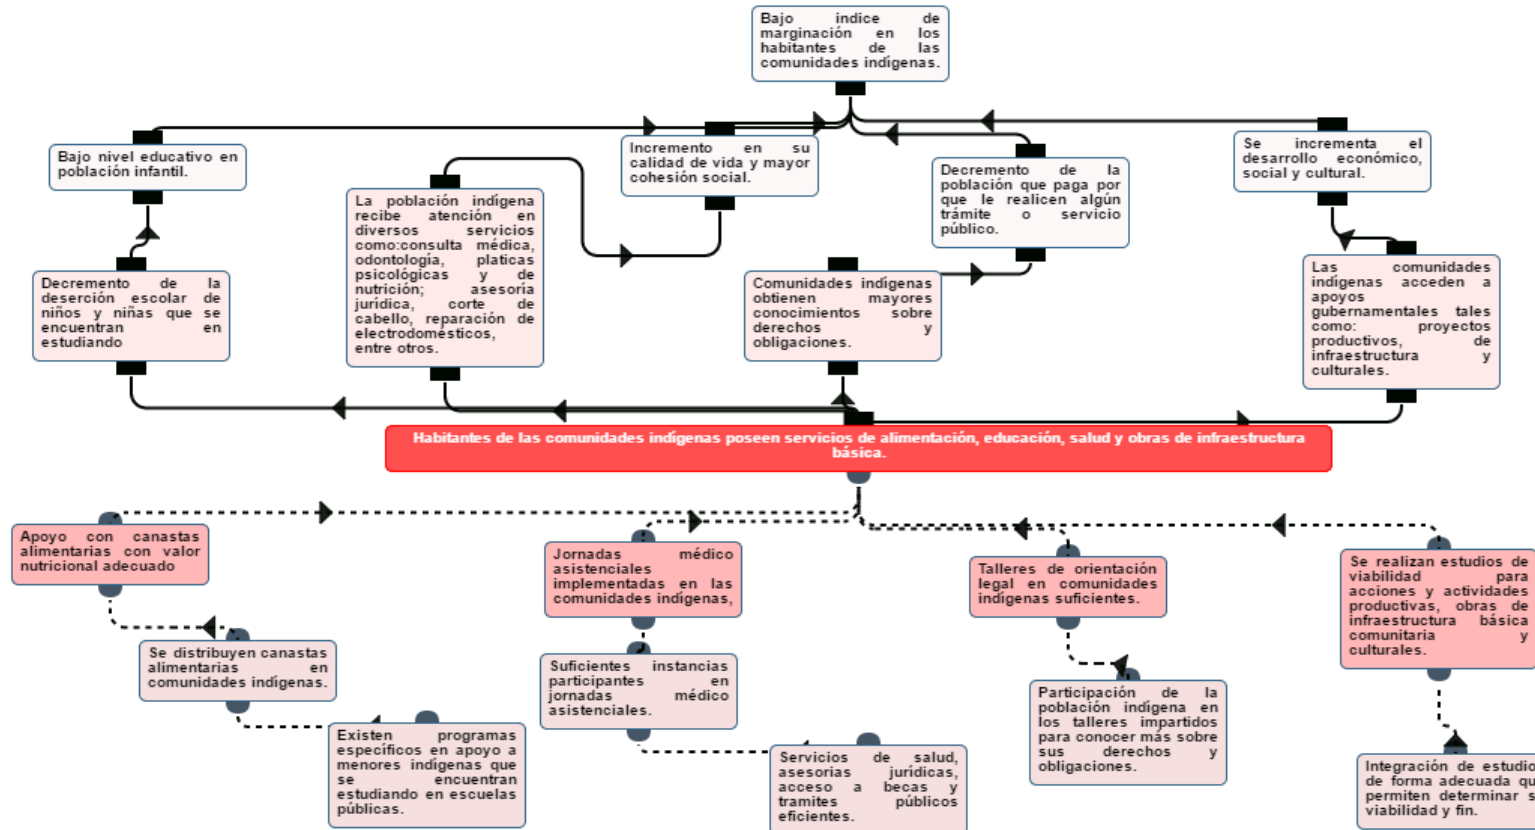 Bajo indice de
marginación en los
habitantes de las
comunidades indígenas.
Bajo nivel educativo en
población infantil.
Incremento en su
calidad de vida y mayor
cohesión social.
Decremento de la
población que paga por
que le realicen algún
trámite o servicio
público.
Se incrementa el
desarrollo económico,
social y cultural.
Decremento de la
deserción escolar de
niños y niñas que se
encuentran en
estudiando
La población indígena
recibe atención en
diversos servicios
como:consulta médica,
odontología, platicas
psicológicas y de
nutrición; asesoría
jurídica, corte de
cabello, reparación de
electrodomésticos,
entre otros.
Comunidades indígenas
obtienen mayores
conocimientos sobre
derechos y
obligaciones.
Las comunidades
indígenas acceden a
apoyos
gubernamentales tales
como: proyectos
productivos, de
infraestructura y
culturales.
Habitantes de las comunidades indígenas poseen servicios de alimentación, educación, salud y obras de infraestructura
básica.
Apoyo con canastas
alimentarias con valor
nutricional adecuado
Jornadas médico
asistenciales
implementadas en las
comunidades indígenas,
Talleres de orientación
legal en comunidades
indígenas suficientes.
Se realizan estudios de
viabilidad para
acciones y actividades
productivas, obras de
infraestructura básica
comunitaria y
culturales.
Se distribuyen canastas
alimentarias en
comunidades indígenas.
Suficientes instancias
participantes en
jornadas médico
asistenciales.
Participación de la
población indígena en
los talleres impartidos
para conocer más sobre
sus derechos y
obligaciones.
Existen programas
específicos en apoyo a
menores indígenas que
se encuentran
estudiando en escuelas
públicas.
Servicios de salud,
asesorias jurídicas,
acceso a becas y
tramites públicos
eficientes.
Integración de estudio
de forma adecuada qu
permiten determinar s
viabilidad y fin.